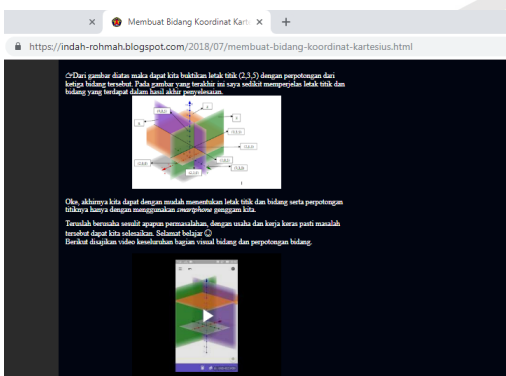 Membuat Bidang Koordinat Kart
https://indah-rohmah.blogspot.com/2018/07/membuat-bidang-koordinat-kartesius.html
Dari gambar diatas maka dapat kita buktikan letak titik (2,3,5) dengan perpotongan dari
ketiga bidang tersebut. Pada gambar yang terakhir ini saya sedikit memperjelas letak titik dan
bidang yang terdapat dalam hasil akhir penyelesaian.
Oke, akhirnya kita dapat dengan mudah menentukan letak titik dan bidang serta perpotongan
titiknya hanya dengan menggunakan smartphone genggam kita.
Teruslah berusaha sesulit apapun permasalahan, dengan usaha dan kerja keras pasti masalah
tersebut dapat kita selesaikan. Selamat belajar
Berikut disajikan video keseluruhan bagian visual bidang dan perpotongan bidang.